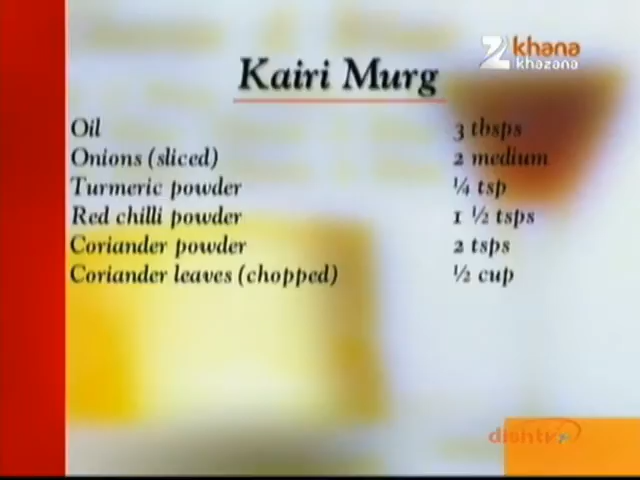 Z khana
khazana
Kairi Murg
Oil 3 tbsps
Onions (sliced) 2 medium
Turmeric powder ¼ tsp
Red chilli powder 1 ½ tsps
Coriander powder 2 tsps
Coriander leaves (chopped) ½ cup
dishtv